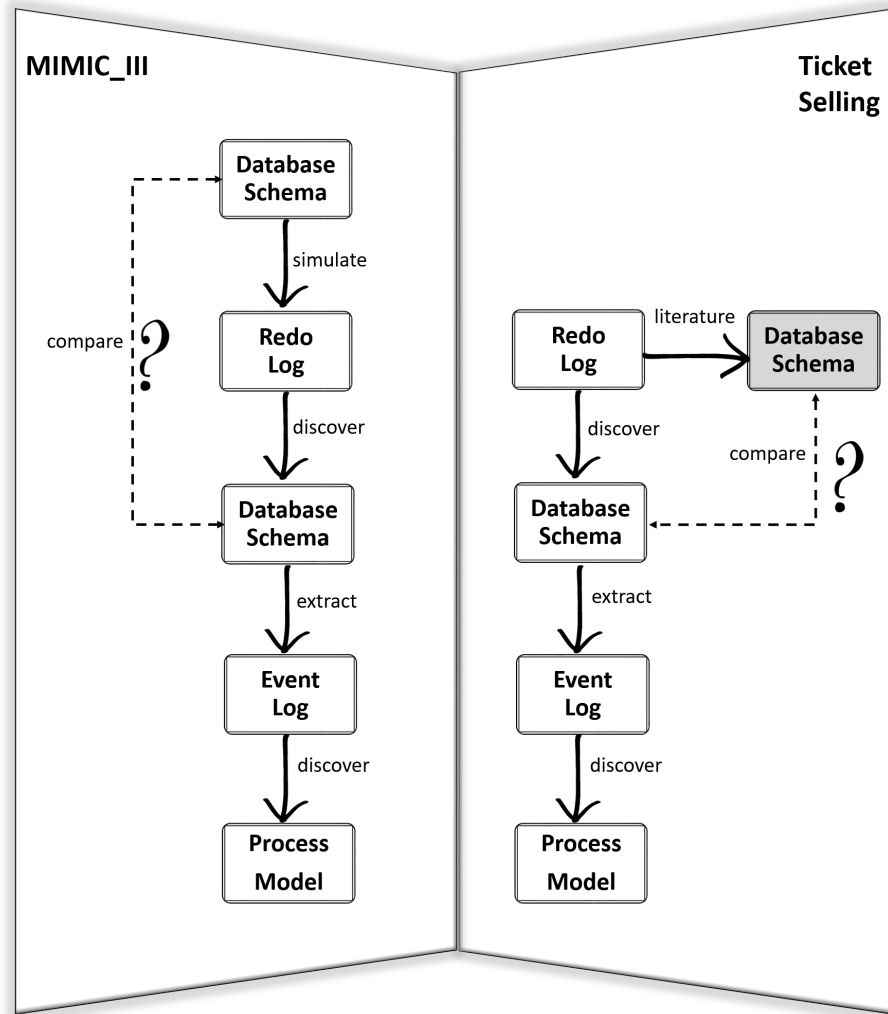 MIMIC_III
Database
Schema
simulate
compare
?
Redo
Log
discover
Database
Schema
extract
Event
Log
discover
Process
Model
Ticket
Selling
Redo
Log
literature
Database
Schema
discover
compare
?
Database
Schema
extract
Event
Log
discover
Process
Model